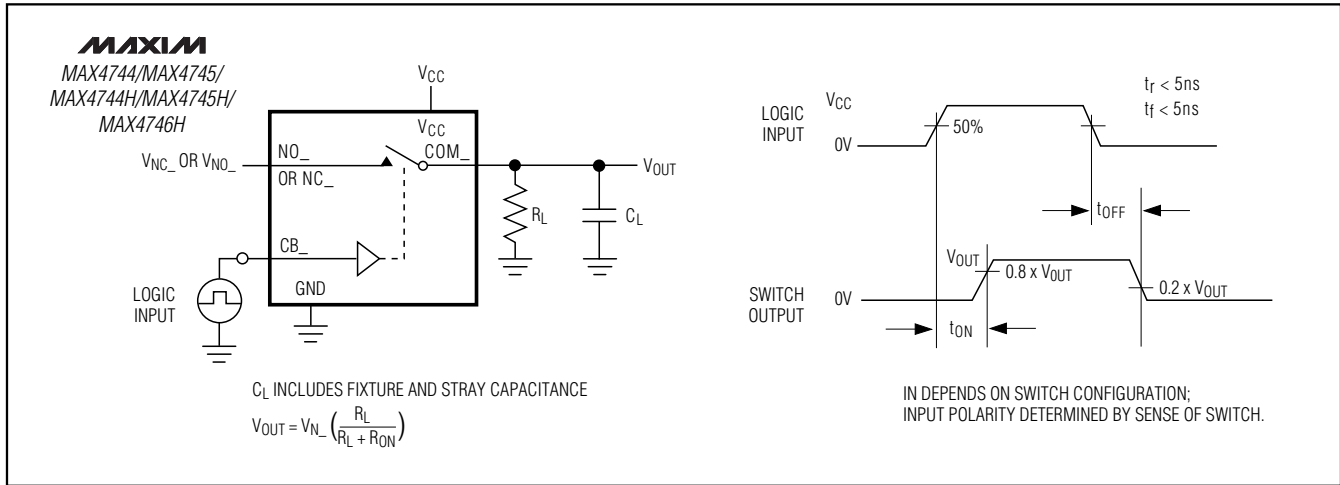 MAXIM
MAX4744/MAX4745/
MAX4744H/MAX4745H/
MAX4746H
VCC
VCC
NO_
OR NC_
COM_
VNC_ OR VNO_
VOUT
RL
CL
CB_
GND
LOGIC
INPUT
CL INCLUDES FIXTURE AND STRAY CAPACITANCE
VOUT = VN_ (RL / RL + RON)
tr < 5ns
tf < 5ns
LOGIC
INPUT
VCC
0V
50%
tOFF
SWITCH
OUTPUT
VOUT
0V
0.8 x VOUT
0.2 x VOUT
tON
IN DEPENDS ON SWITCH CONFIGURATION;
INPUT POLARITY DETERMINED BY SENSE OF SWITCH.